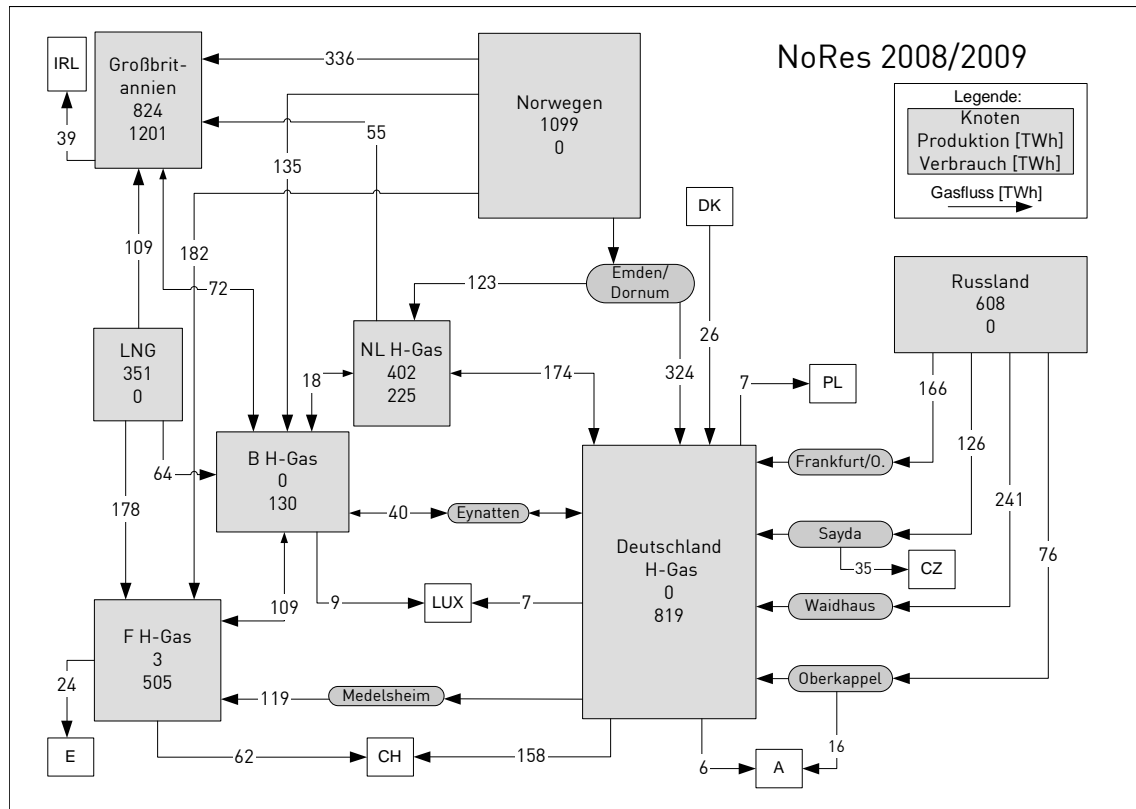 NoRes 2008/2009
Legende:
Knoten
Produktion [TWh]
Verbrauch [TWh]
Gasfluss [TWh]
IRL
Großbrit-
annien
824
1201
336
Norwegen
1099
0
39
55
135
DK
109
182
72
123
Emden/
Dornum
26
Russland
608
0
LNG
351
0
NL H-Gas
402
225
18
174
324
7
PL
166
126
241
76
64
B H-Gas
0
130
Frankfurt/O.
178
40
Eynatten
Deutschland
H-Gas
0
819
Sayda
35
CZ
109
9
LUX
7
Waidhaus
F H-Gas
3
505
24
119
Medelsheim
Oberkappel
E
62
CH
158
6
A
16